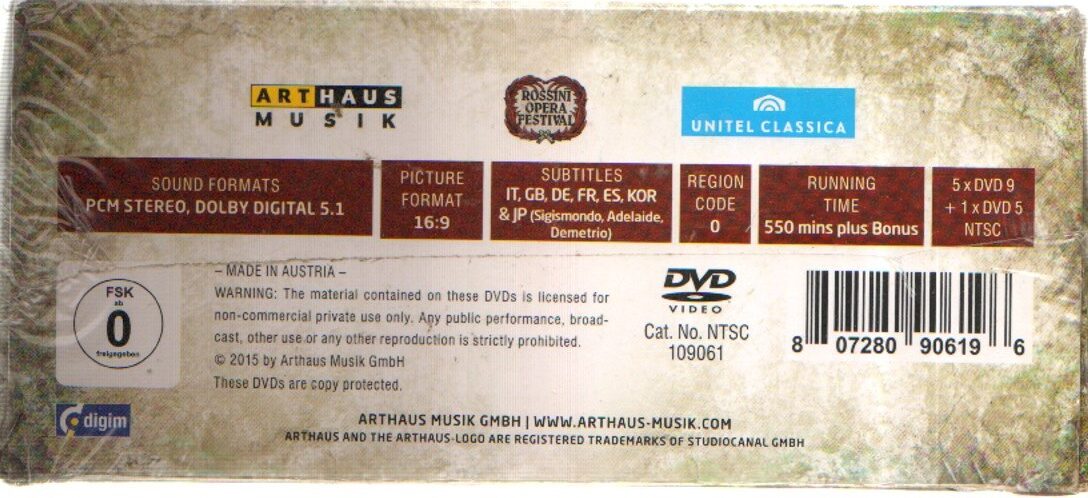 ARTHAUS
MUSIK
ROSSINI
OPERA
FESTIVAL
UNITEL CLASSICA
SOUND FORMATS
PCM STEREO, DOLBY DIGITAL 5.1
PICTURE
FORMAT
16:9
SUBTITLES
IT, GB, DE, FR, ES, KOR
& JP (Sigismondo, Adelaide,
Demetrio)
REGION
CODE
0
RUNNING
TIME
550 mins plus Bonus
5 x DVD 9
+ 1 x DVD 5
NTSC
FSK
ab
0
freigegeben
– MADE IN AUSTRIA –
WARNING: The material contained on these DVDs is licensed for
non-commercial private use only. Any public performance, broad-
cast, other use or any other reproduction is strictly prohibited.
© 2015 by Arthaus Musik GmbH
These DVDs are copy protected.
DVD
VIDEO
Cat. No. NTSC
109061
8 07280 90619 6
digim
ARTHAUS MUSIK GMBH | WWW.ARTHAUS-MUSIK.COM
ARTHAUS AND THE ARTHAUS-LOGO ARE REGISTERED TRADEMARKS OF STUDIOCANAL GMBH